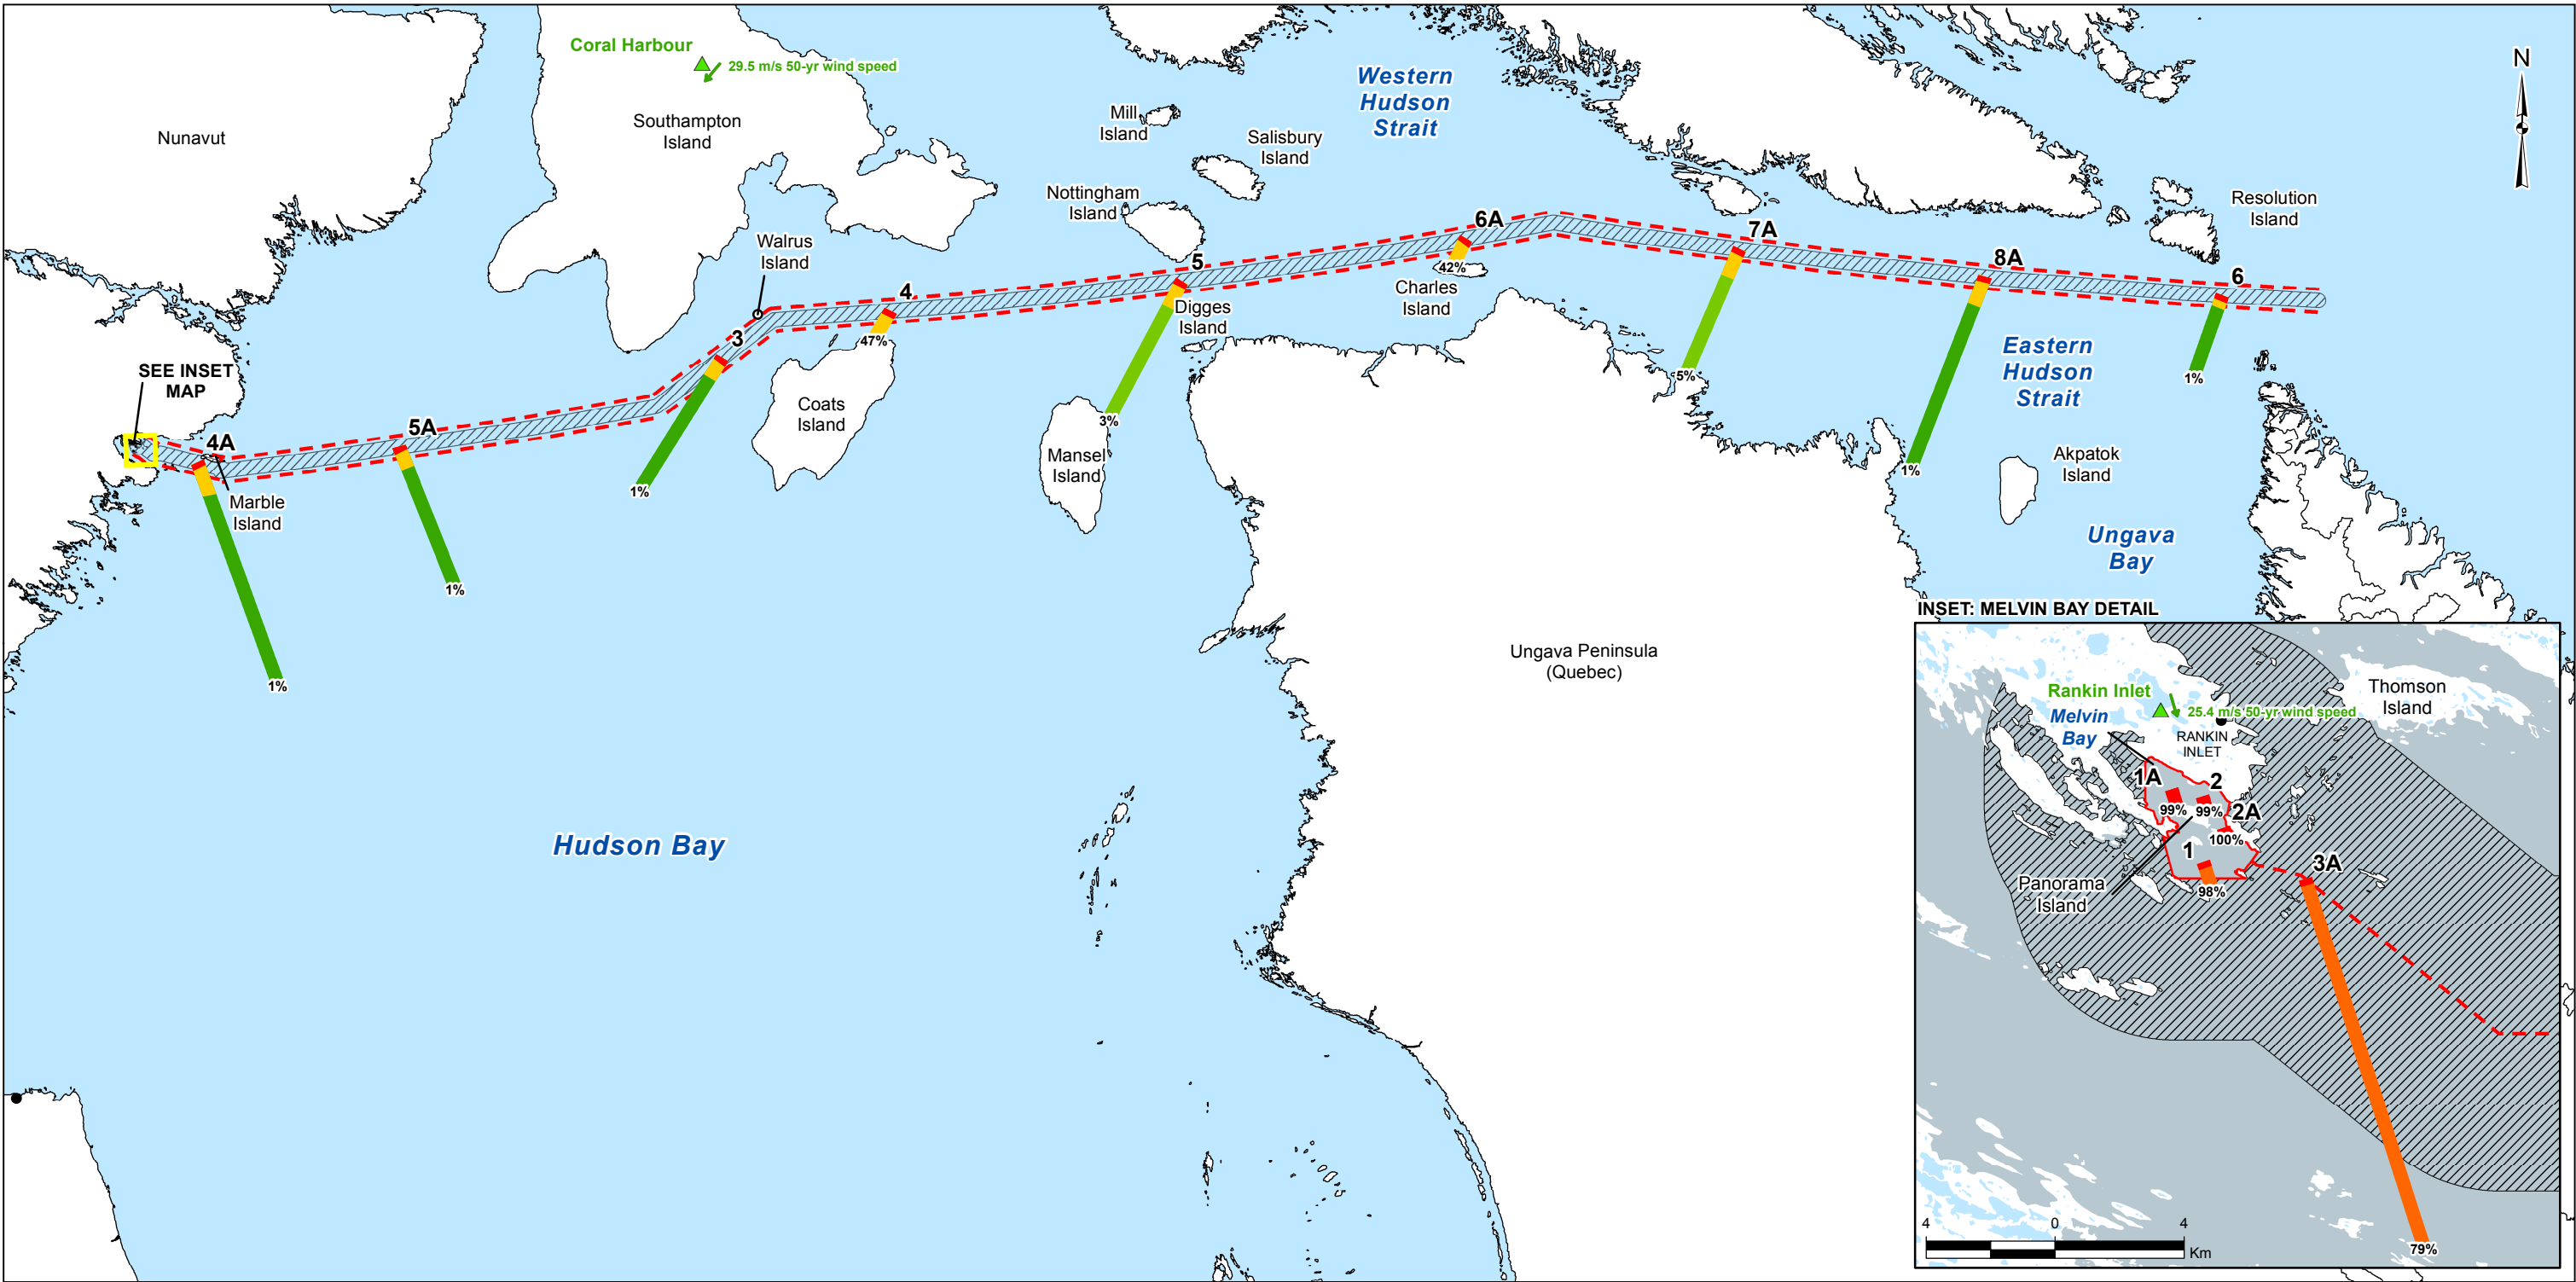 Coral Harbour
29.5 m/s 50-yr wind speed
Nunavut
Southampton
Island
Western
Hudson
Strait
N
Mill
Island
Salisbury
Island
Nottingham
Island
Resolution
Island
Walrus
Island
6A
7A
8A
6
5
4
3
42%
Charles
Island
Digges
Island
47%
SEE INSET
MAP
Coats
Island
5%
1%
Eastern
Hudson
Strait
4A
5A
3%
Mansel
Island
1%
1%
Akpatok
Island
Marble
Island
Ungava
Bay
1%
1%
Ungava Peninsula
(Quebec)
Hudson Bay
INSET: MELVIN BAY DETAIL
Thomson
Island
Rankin Inlet
25.4 m/s 50-yr wind speed
Melvin
Bay
RANKIN
INLET
1A
2
99%
99%
2A
100%
1
3A
98%
Panorama
Island
79%
4
0
4
Km